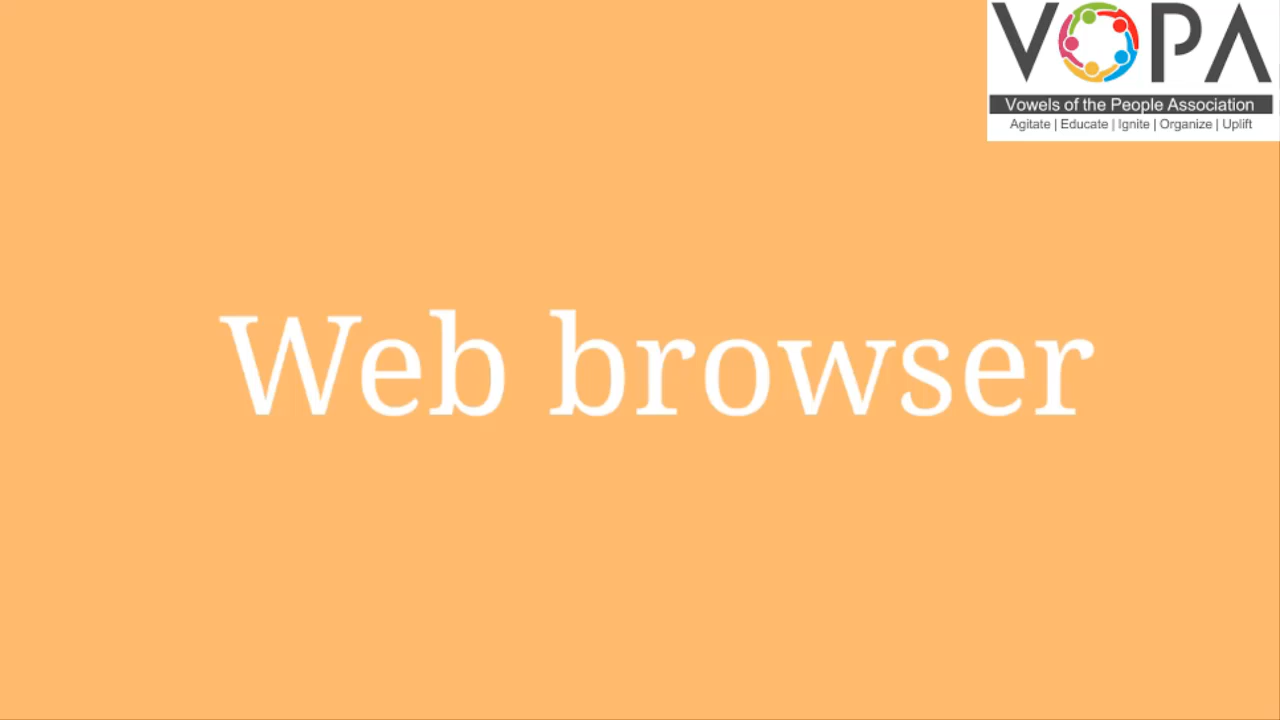 VOPA
Vowels of the People Association
Agitate | Educate | Ignite | Organize | Uplift
Web browser